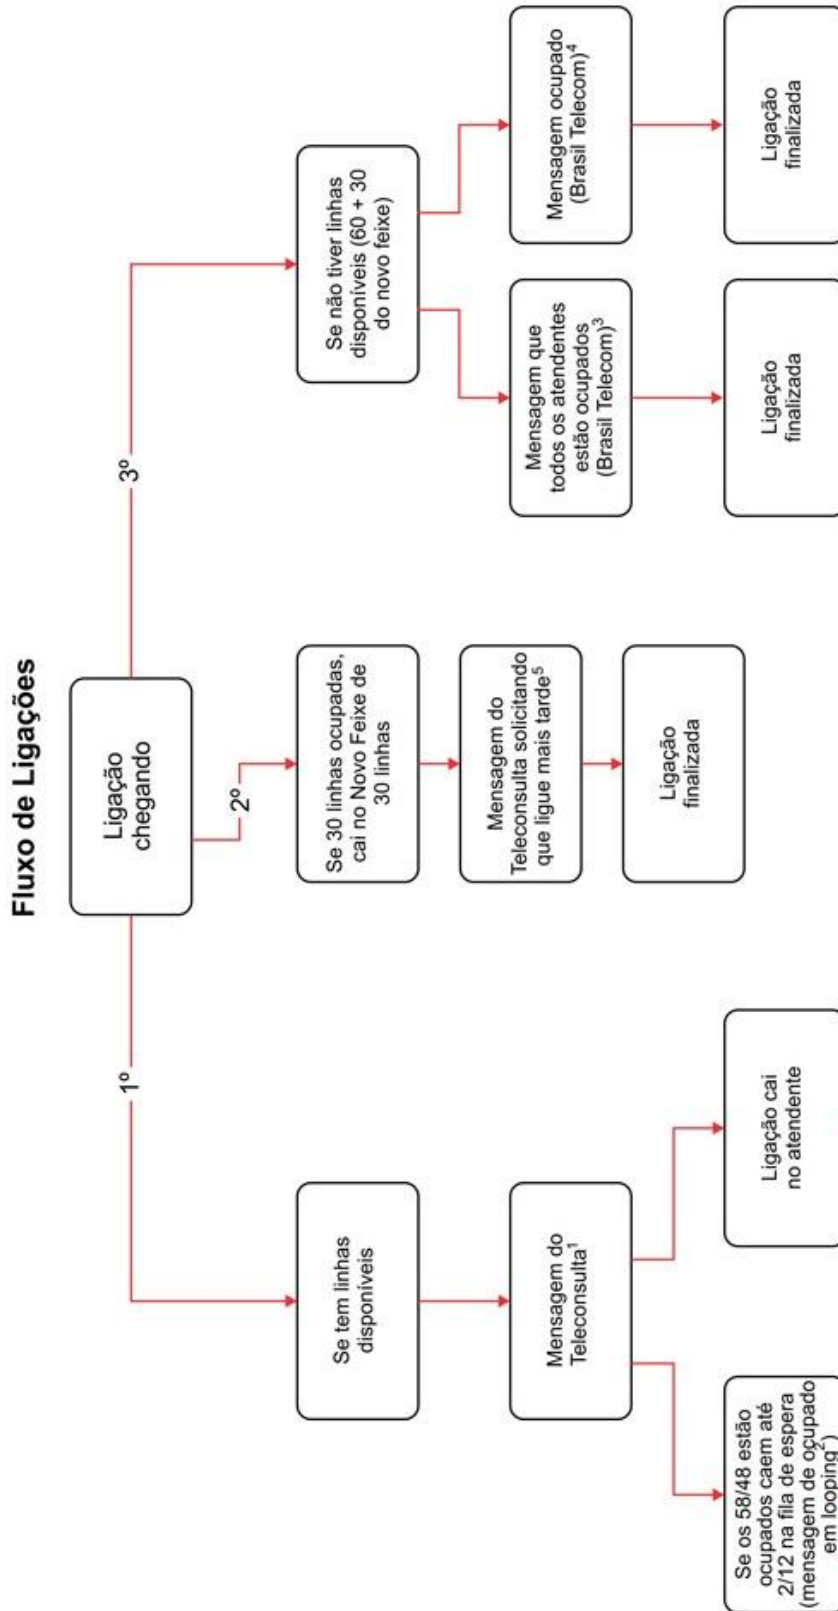 Fluxo de Ligações
Ligação
chegando
1º
2º
3º
Se tem linhas
disponíveis
Mensagem do
Teleconsulta¹
Se os 58/48 estão
ocupados caem até
2/12 na fila de espera
(mensagem de ocupado
em looping²)
Ligação cai
no atendente
Se 30 linhas ocupadas,
cai no Novo Feixe de
30 linhas
Mensagem do
Teleconsulta solicitando
que ligue mais tarde⁵
Ligação
finalizada
Se não tiver linhas
disponíveis (60 + 30
do novo feixe)
Mensagem que
todos os atendentes
estão ocupados
(Brasil Telecom)³
Ligação
finalizada
Mensagem ocupado
(Brasil Telecom)⁴
Ligação
finalizada